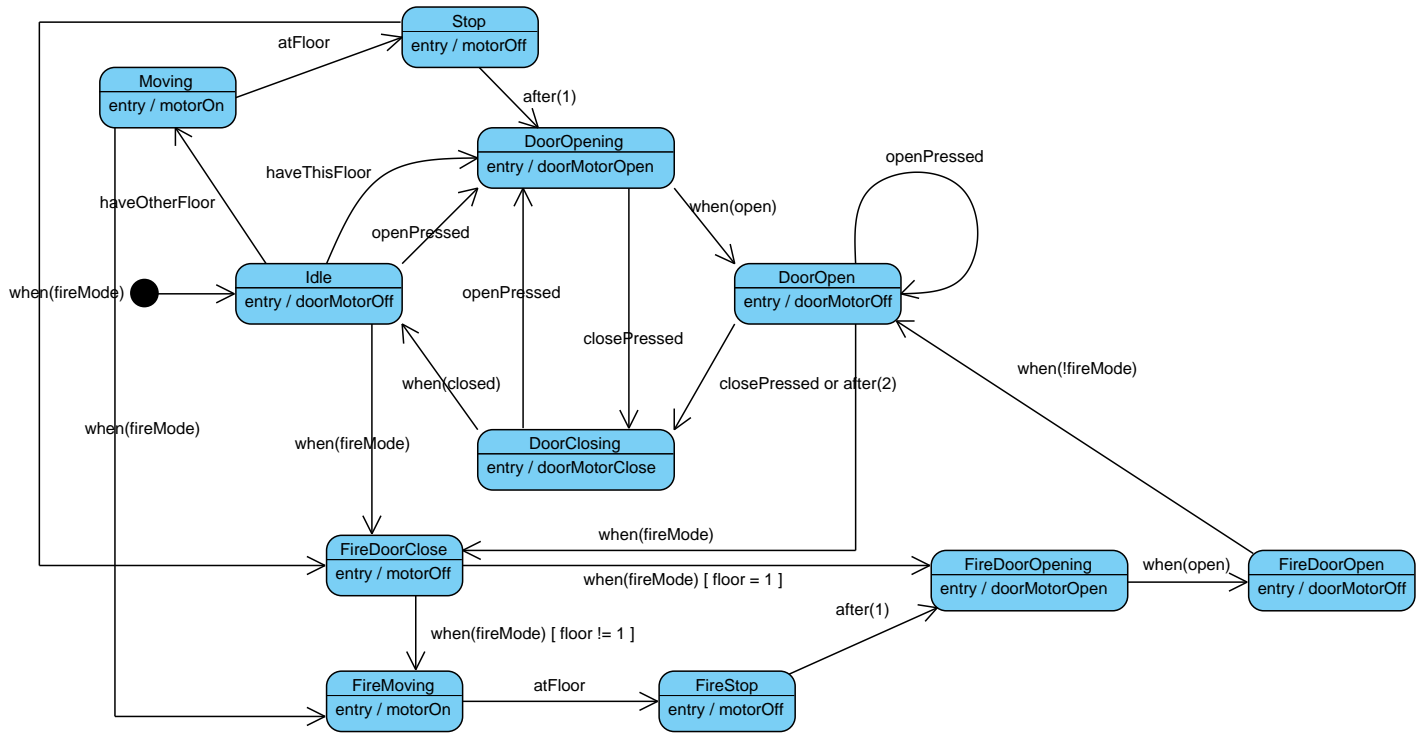 Stop
entry / motorOff
atFloor
Moving
entry / motorOn
after(1)
DoorOpening
entry / doorMotorOpen
openPressed
haveThisFloor
haveOtherFloor
when(open)
openPressed
Idle
entry / doorMotorOff
DoorOpen
entry / doorMotorOff
when(fireMode)
openPressed
closePressed
when(!fireMode)
when(closed)
closePressed or after(2)
when(fireMode)
when(fireMode)
DoorClosing
entry / doorMotorClose
when(fireMode)
FireDoorClose
entry / motorOff
when(fireMode) [ floor = 1 ]
FireDoorOpening
entry / doorMotorOpen
when(open)
FireDoorOpen
entry / doorMotorOff
after(1)
when(fireMode) [ floor != 1 ]
FireMoving
entry / motorOn
atFloor
FireStop
entry / motorOff